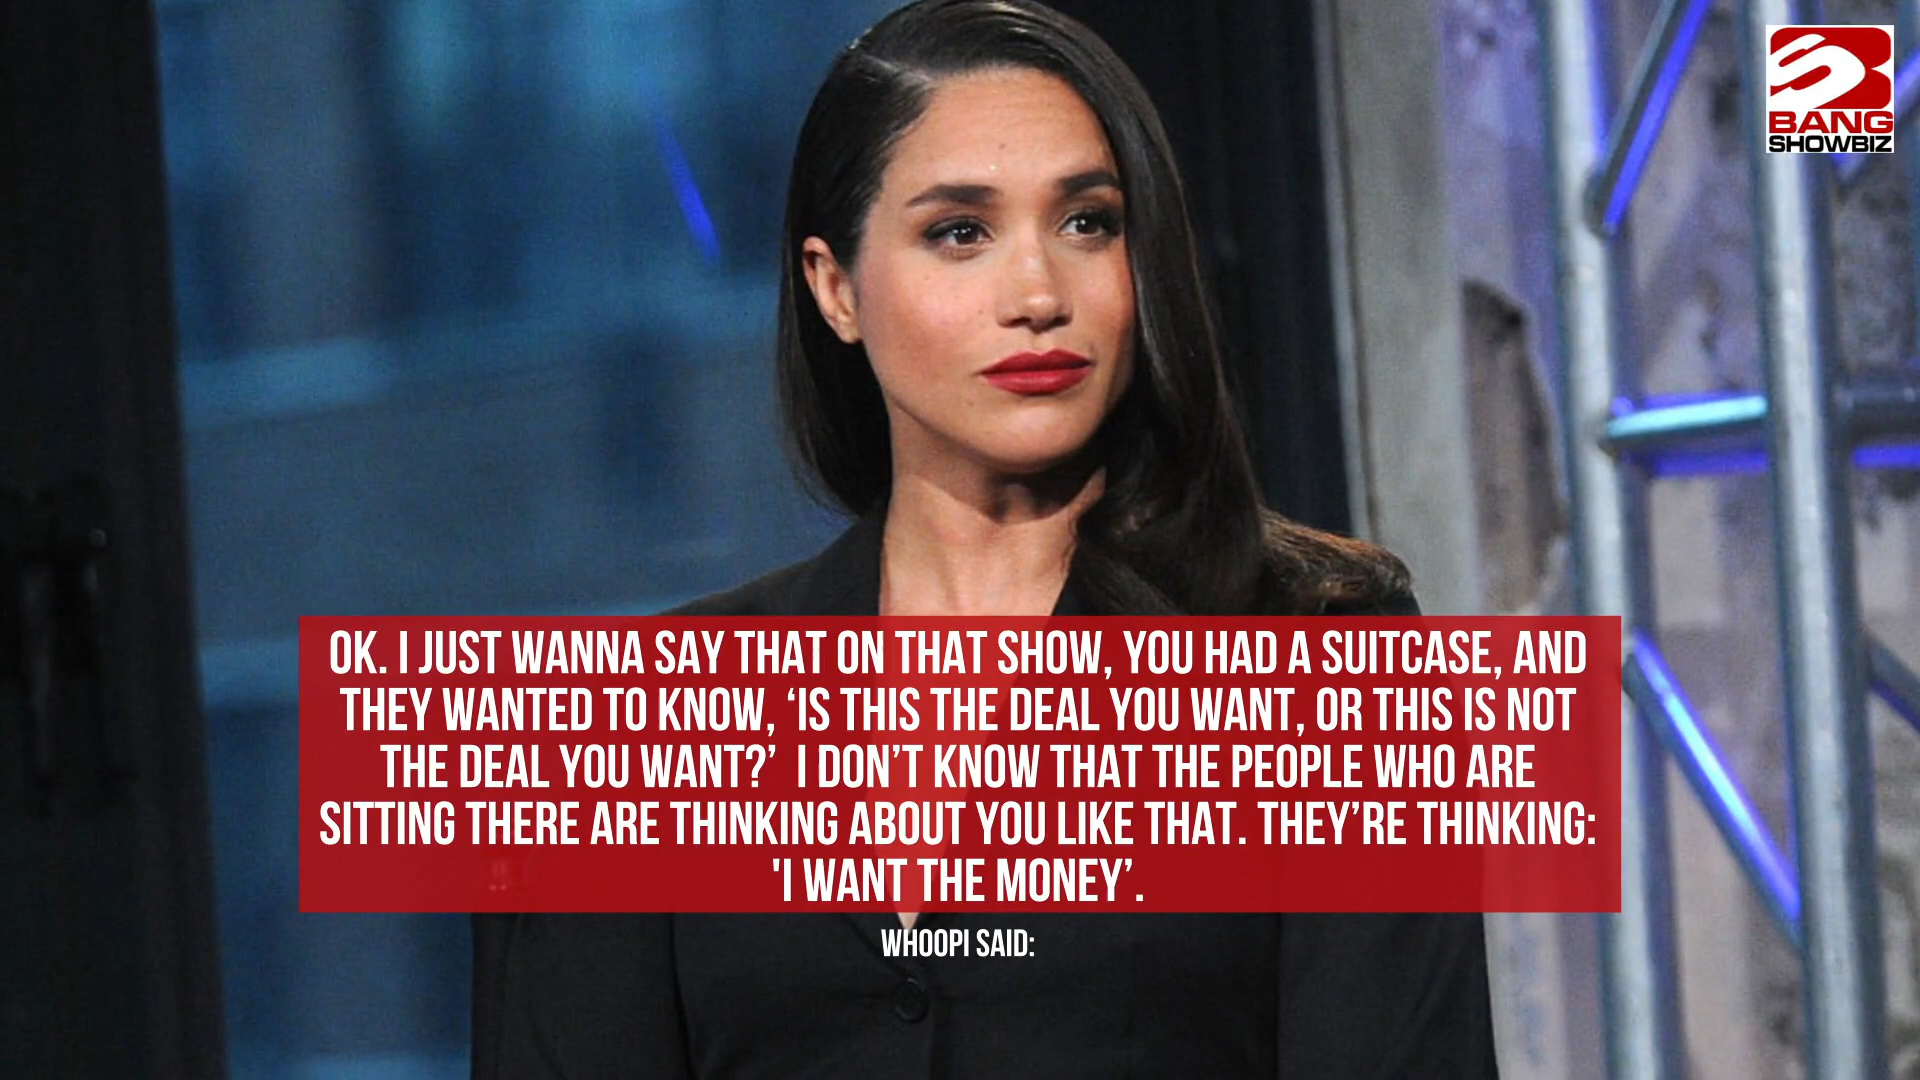 BANG
SHOWBIZ
OK. I JUST WANNA SAY THAT ON THAT SHOW, YOU HAD A SUITCASE, AND
THEY WANTED TO KNOW, ‘IS THIS THE DEAL YOU WANT, OR THIS IS NOT
THE DEAL YOU WANT?’ I DON’T KNOW THAT THE PEOPLE WHO ARE
SITTING THERE ARE THINKING ABOUT YOU LIKE THAT. THEY’RE THINKING:
'I WANT THE MONEY’.
WHOOPI SAID: